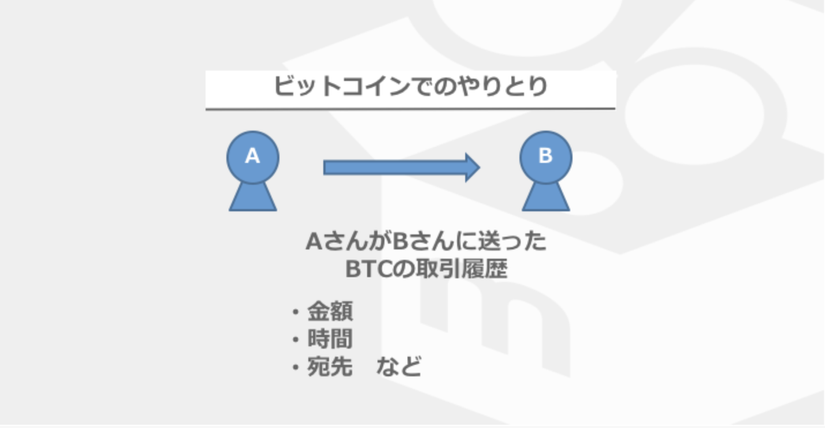 ビットコインでのやりとり
A
B
AさんがBさんに送った
BTCの取引履歴
・金額
・時間
・宛先　など